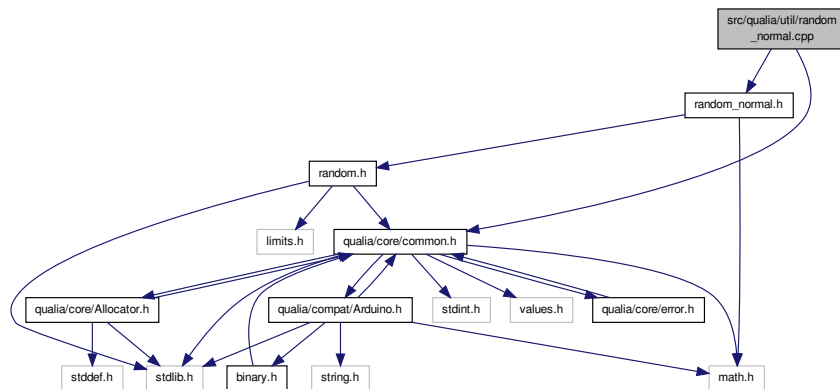 src/qualia/util/random
_normal.cpp
random_normal.h
random.h
limits.h
qualia/core/common.h
qualia/core/Allocator.h
qualia/compat/Arduino.h
stdint.h
values.h
qualia/core/error.h
stddef.h
stdlib.h
binary.h
string.h
math.h